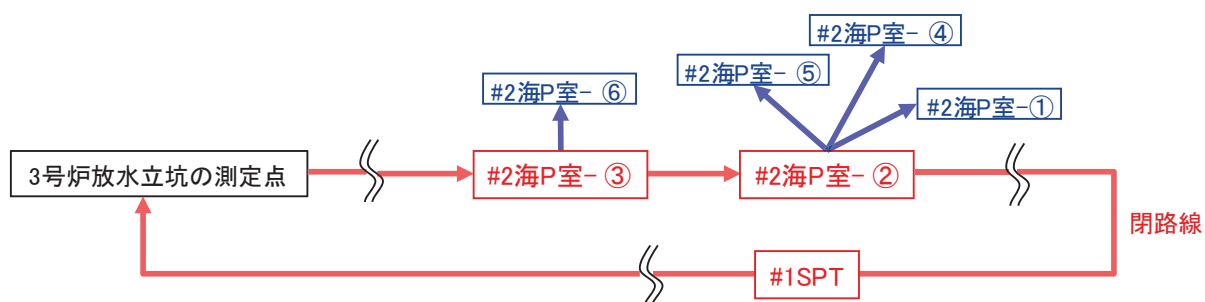 #2海P室- ④
#2海P室- ⑤
#2海P室- ⑥
#2海P室-①
3号炉放水立坑の測定点
#2海P室- ③
#2海P室- ②
閉路線
#1SPT